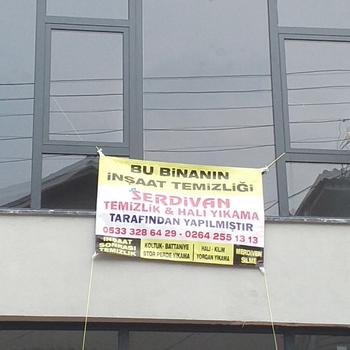 BU BİNANIN
İNŞAAT TEMİZLİĞİ
SERDİVAN
TEMİZLİK & HALI YIKAMA
TARAFINDAN YAPILMIŞTIR
0533 328 64 29 - 0264 255 13 13
İNŞAAT SONRASI TEMİZLİK
KOLTUK - BATTANİYE
STOR PERDE YIKAMA
HALI - KİLİM
YORGAN YIKAMA
MERDİVEN SİLME